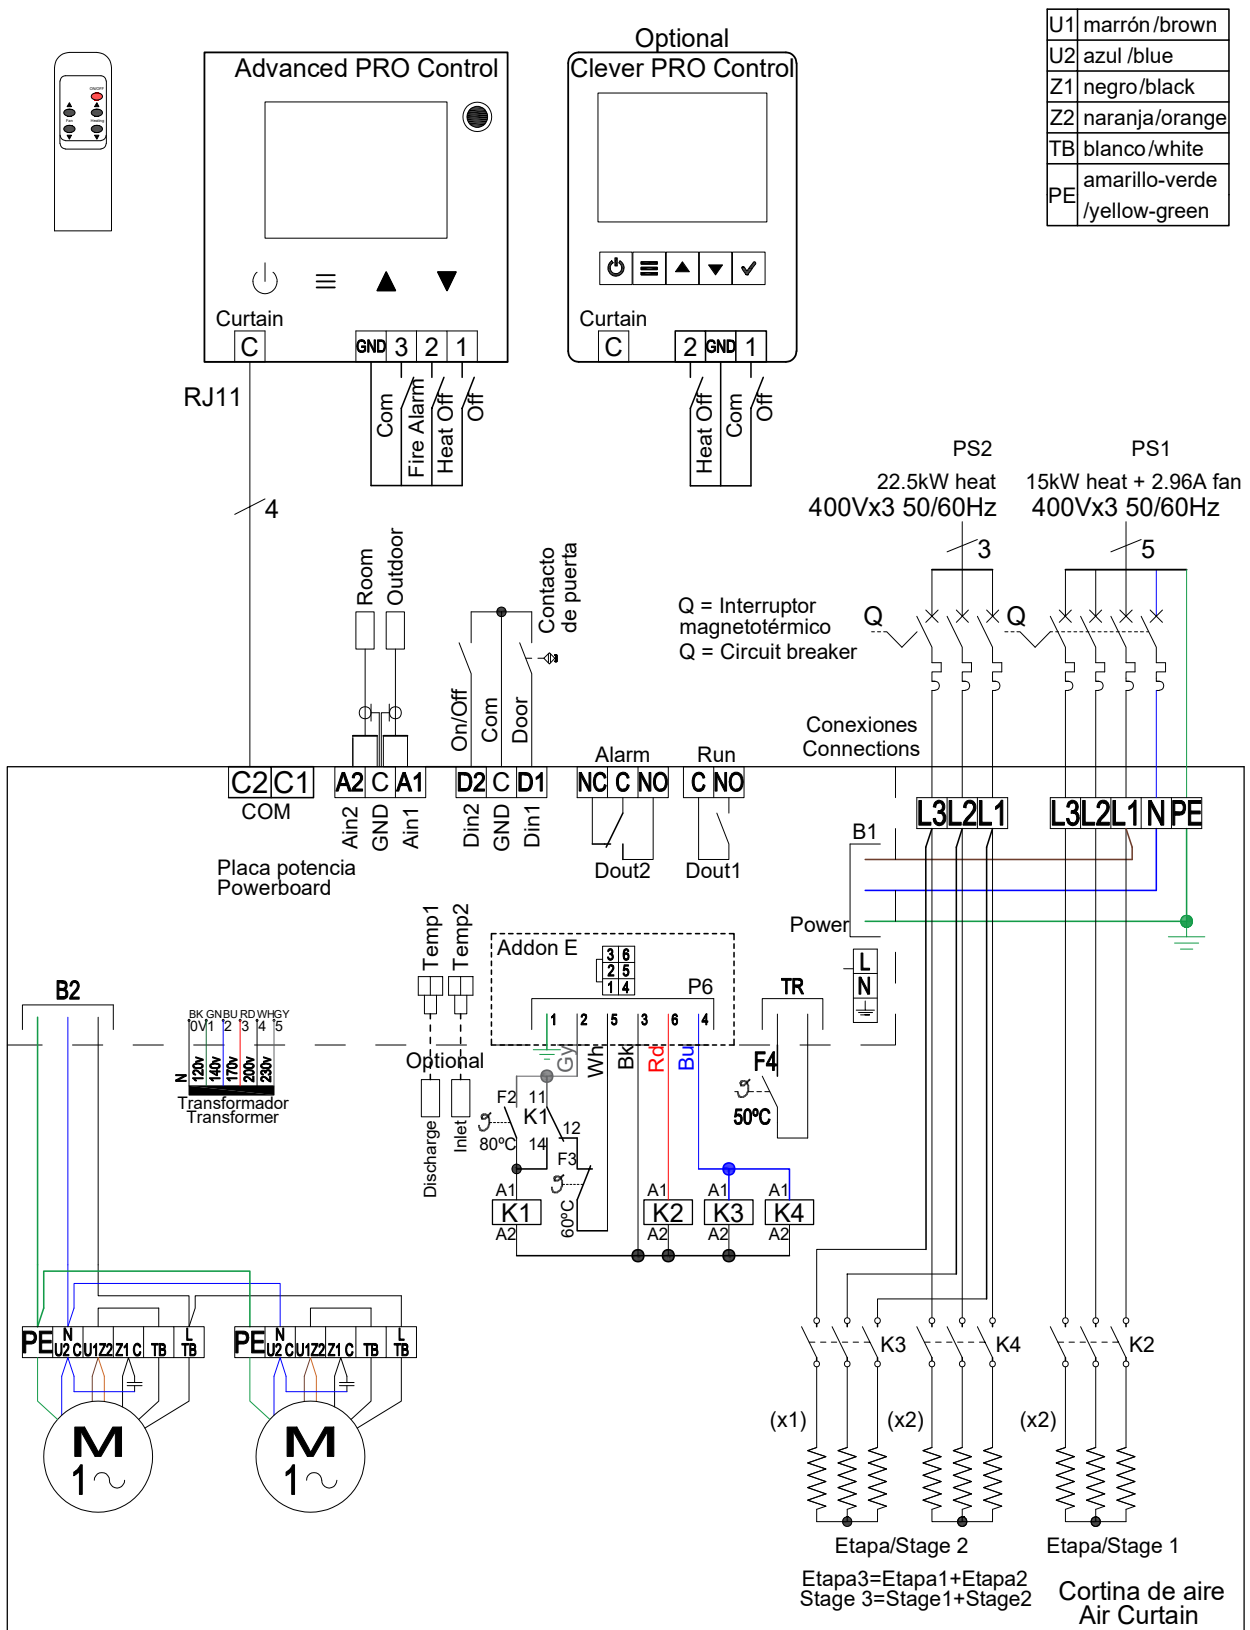 U1 marrón/brown
U2 azul/blue
Z1 negro/black
Z2 naranja/orange
TB blanco/white
PE amarillo-verde
/yellow-green
ON/OFF
Fan Heating
Advanced PRO Control
Curtain
C
GND 3 2 1
RJ11
Com
Fire Alarm
Heat Off
Off
4
Optional
Clever PRO Control
Curtain
C
2 GND 1
Heat Off
Com
Off
PS2
22.5kW heat
400Vx3 50/60Hz
3
PS1
15kW heat + 2.96A fan
400Vx3 50/60Hz
5
Q = Interruptor
magnetotérmico
Q = Circuit breaker
Q
Q
Room
Outdoor
On/Off
Com
Door
Contacto
de puerta
Conexiones
Connections
Alarm
Run
C2 C1
COM
A2 C A1
Ain2
GND
Ain1
D2 C D1
Din2
GND
Din1
NC C NO
Dout2
C NO
Dout1
L3 L2 L1
L3 L2 L1 N PE
Placa potencia
Powerboard
B1
Power
L
N
Temp1
Temp2
Optional
Discharge
Inlet
Addon E
3 6
2 5
1 4
P6
1 2 5 3 6 4
Gy
Wh
Bk
Rd
Bu
TR
F4
50ºC
B2
BK GN BU RD WH GY
0V 1 2 3 4 5
N
120v
140v
170v
200v
230v
Transformador
Transformer
F2
80ºC
11
K1
12
14
F3
60ºC
A1
K1
A2
A1
K2
A2
A1
K3
A2
A1
K4
A2
PE N U2 C U1 Z2 Z1 C TB L TB
PE N U2 C U1 Z2 Z1 C TB L TB
M
1
M
1
K3
K4
K2
(x1)
(x2)
(x2)
Etapa/Stage 2
Etapa/Stage 1
Etapa3=Etapa1+Etapa2
Stage 3=Stage1+Stage2
Cortina de aire
Air Curtain